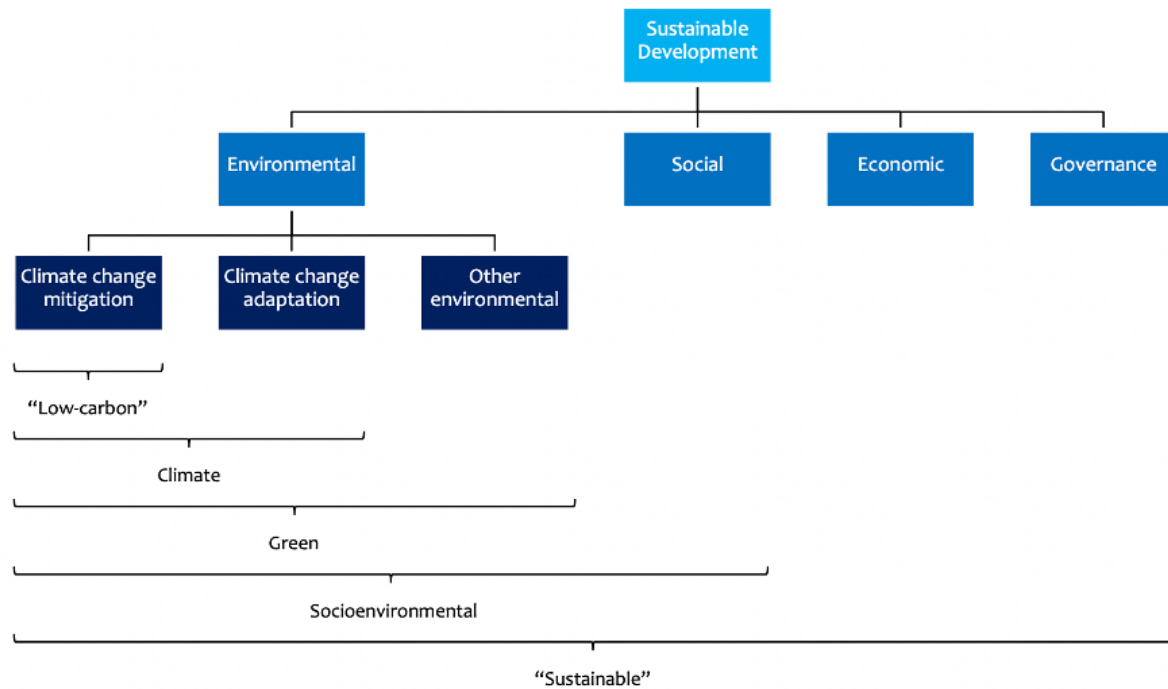 Sustainable
Development
Environmental
Social
Economic
Governance
Climate change
mitigation
Climate change
adaptation
Other
environmental
“Low-carbon”
Climate
Green
Socioenvironmental
“Sustainable”